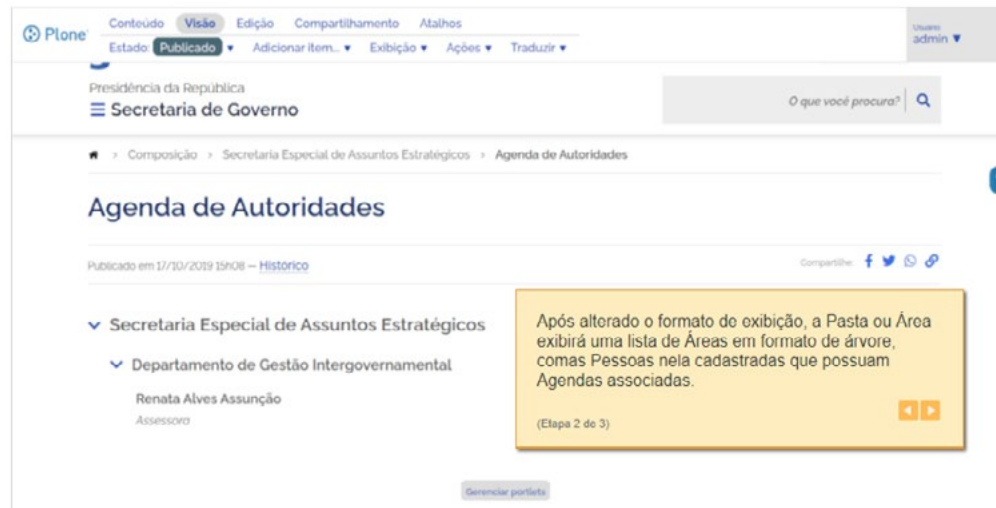 Plone
Conteúdo Visão Edição Compartilhamento Atalhos
Usuário
admin
Estado: Publicado Adicionar item... Exibição Ações Traduzir
Presidência da República
Secretaria de Governo
O que você procura?
> Composição > Secretaria Especial de Assuntos Estratégicos > Agenda de Autoridades
Agenda de Autoridades
Publicado em 17/10/2019 15h08 — Histórico
Compartilhe:
Secretaria Especial de Assuntos Estratégicos
Departamento de Gestão Intergovernamental
Renata Alves Assunção
Assessora
Após alterado o formato de exibição, a Pasta ou Área
exibirá uma lista de Áreas em formato de árvore,
comas Pessoas nela cadastradas que possuam
Agendas associadas.
(Etapa 2 de 3)
Gerenciar portlets